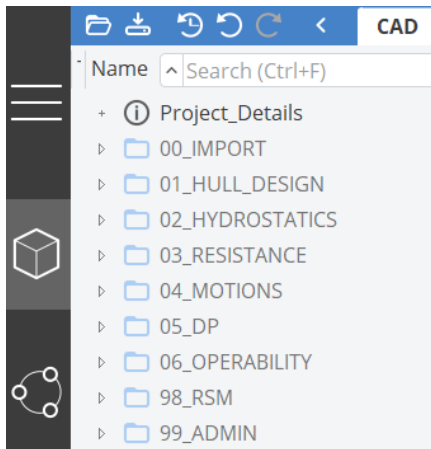 CAD
Name Search (Ctrl+F)
Project_Details
00_IMPORT
01_HULL_DESIGN
02_HYDROSTATICS
03_RESISTANCE
04_MOTIONS
05_DP
06_OPERABILITY
98_RSM
99_ADMIN